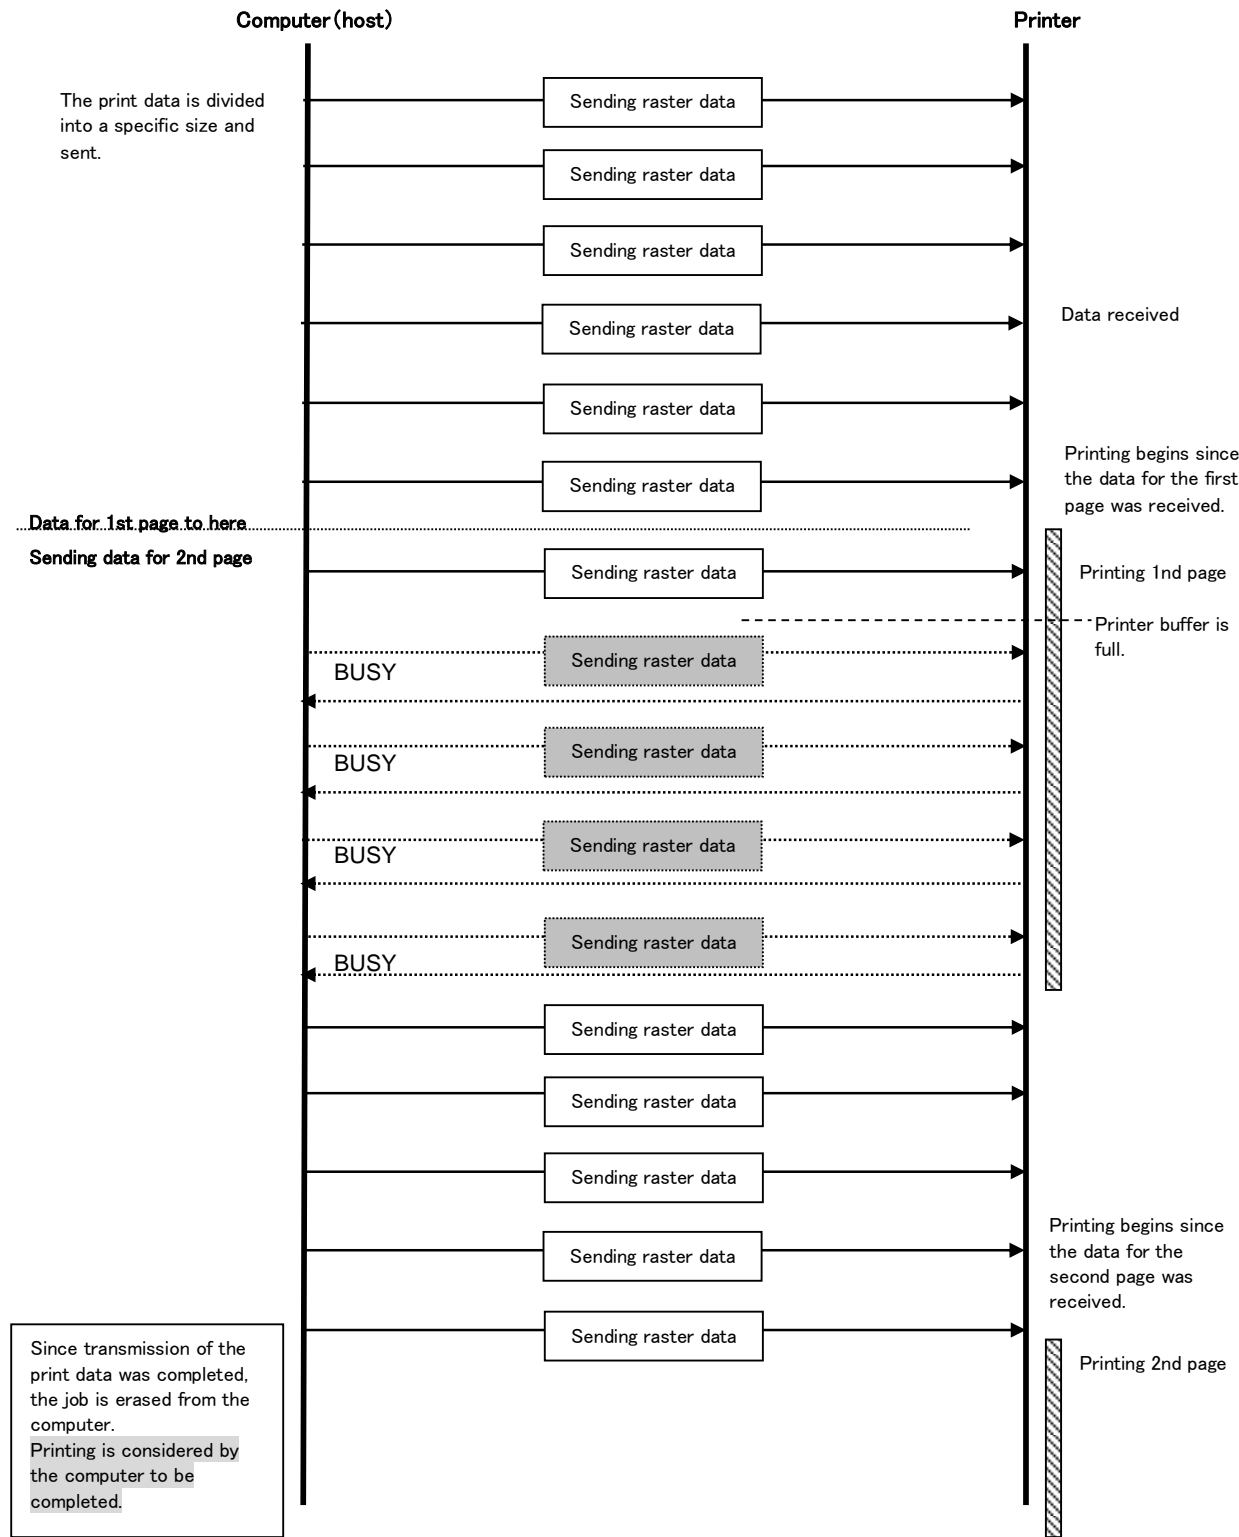 Computer(host)
Printer
The print data is divided
into a specific size and
sent.
Sending raster data
Sending raster data
Sending raster data
Sending raster data
Data received
Sending raster data
Sending raster data
Printing begins since
the data for the first
page was received.
Data for 1st page to here
Sending data for 2nd page
Sending raster data
Printing 1nd page
Printer buffer is
full.
Sending raster data
BUSY
Sending raster data
BUSY
Sending raster data
BUSY
Sending raster data
BUSY
Sending raster data
Sending raster data
Sending raster data
Sending raster data
Printing begins since
the data for the
second page was
received.
Sending raster data
Printing 2nd page
Since transmission of the
print data was completed,
the job is erased from the
computer.
Printing is considered by
the computer to be
completed.